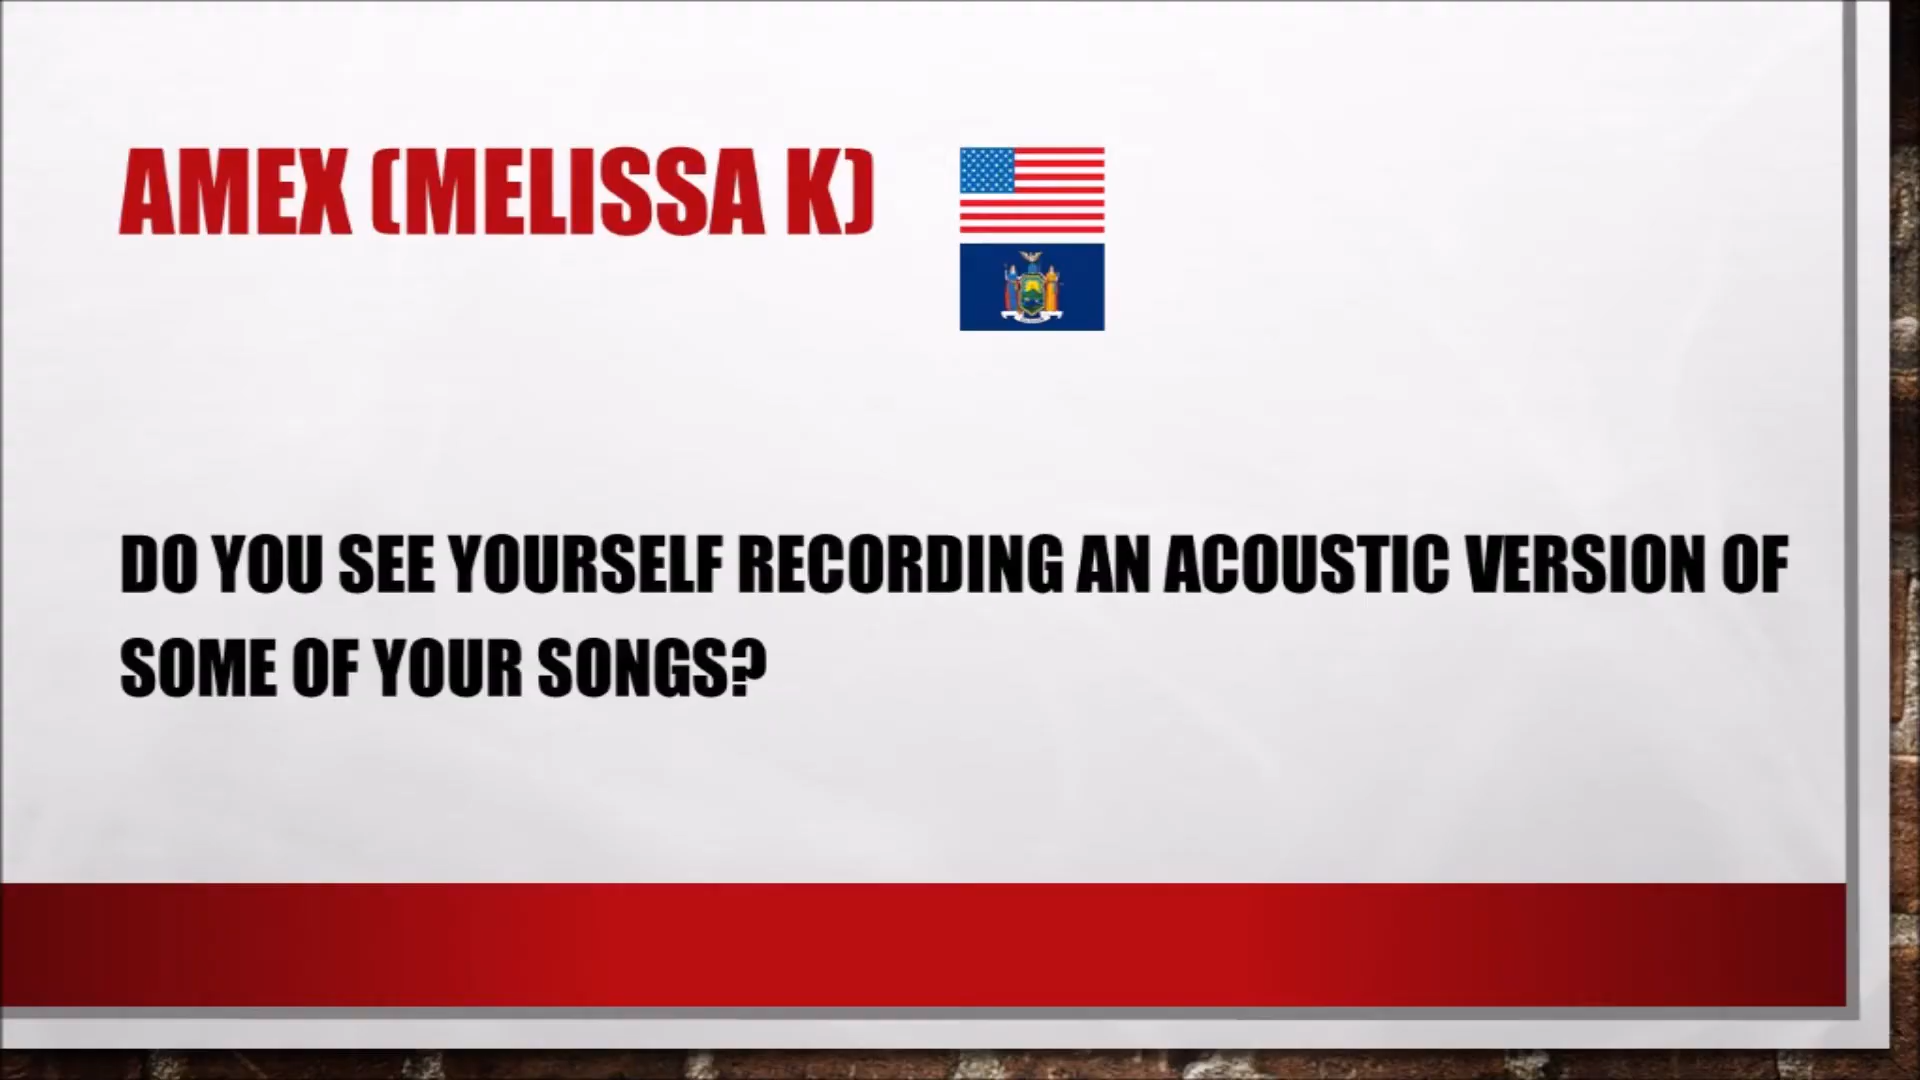 AMEX (MELISSA K)
DO YOU SEE YOURSELF RECORDING AN ACOUSTIC VERSION OF
SOME OF YOUR SONGS?